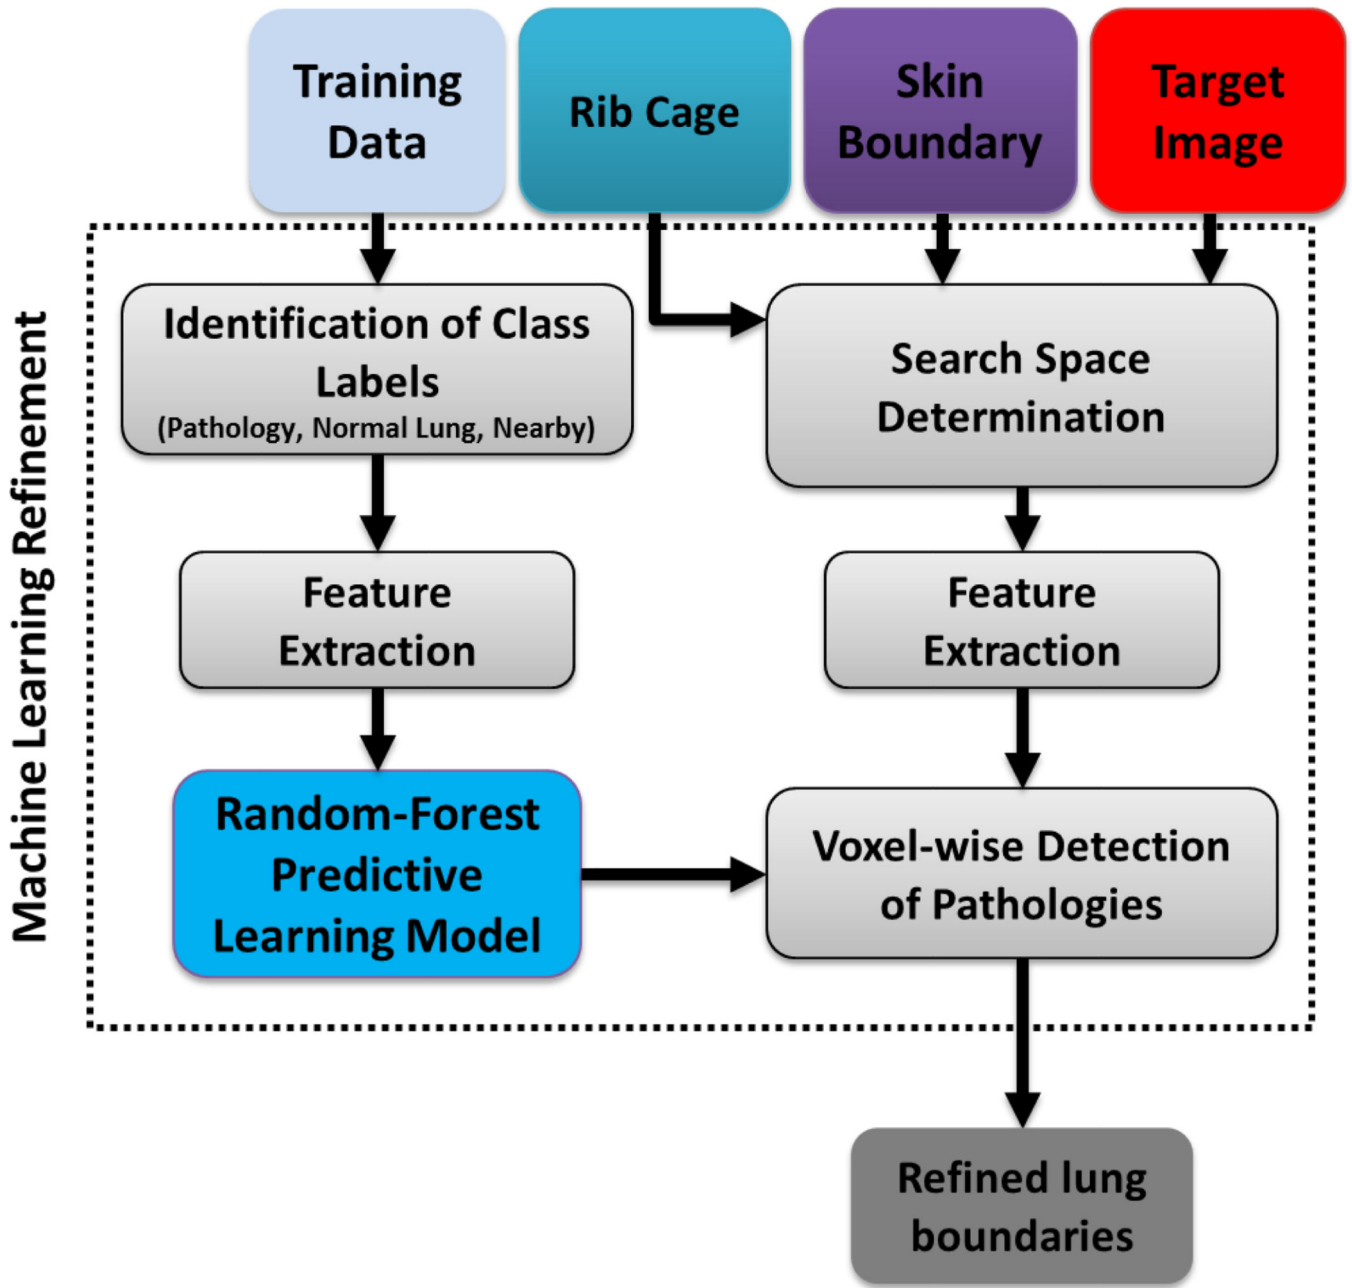 Training
Data
Rib Cage
Skin
Boundary
Target
Image
Machine Learning Refinement
Identification of Class
Labels
(Pathology, Normal Lung, Nearby)
Search Space
Determination
Feature
Extraction
Feature
Extraction
Random-Forest
Predictive
Learning Model
Voxel-wise Detection
of Pathologies
Refined lung
boundaries